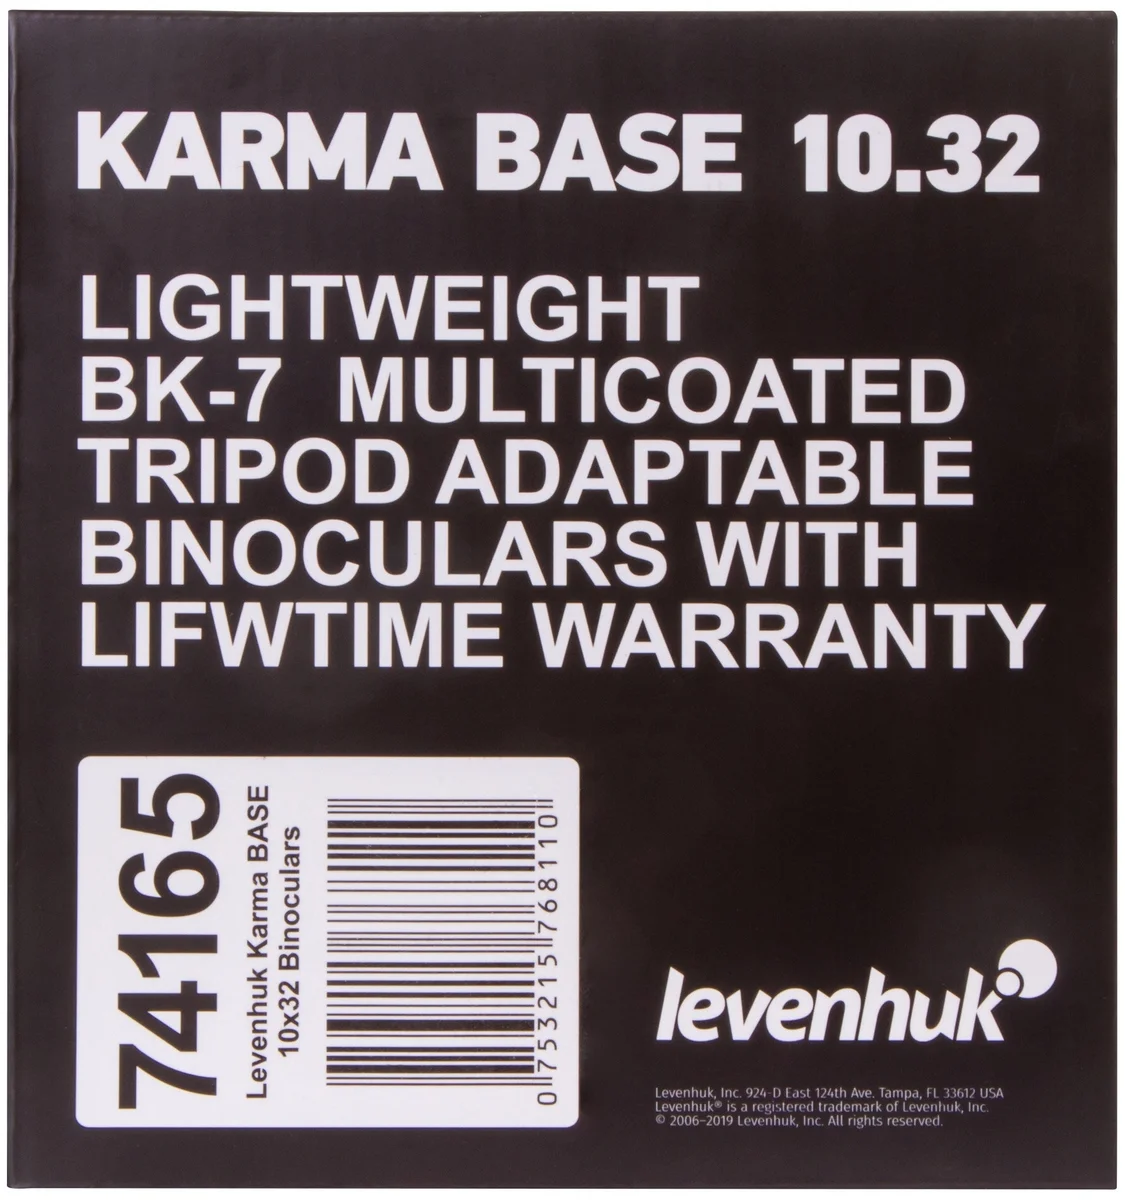 KARMA BASE 10.32
LIGHTWEIGHT
BK-7 MULTICOATED
TRIPOD ADAPTABLE
BINOCULARS WITH
LIFWTIME WARRANTY
74165
Levenhuk Karma BASE
10x32 Binoculars
0 753215 768110
levenhuk
Levenhuk, Inc. 924-D East 124th Ave. Tampa, FL 33612 USA
Levenhuk® is a registered trademark of Levenhuk, Inc.
© 2006–2019 Levenhuk, Inc. All rights reserved.